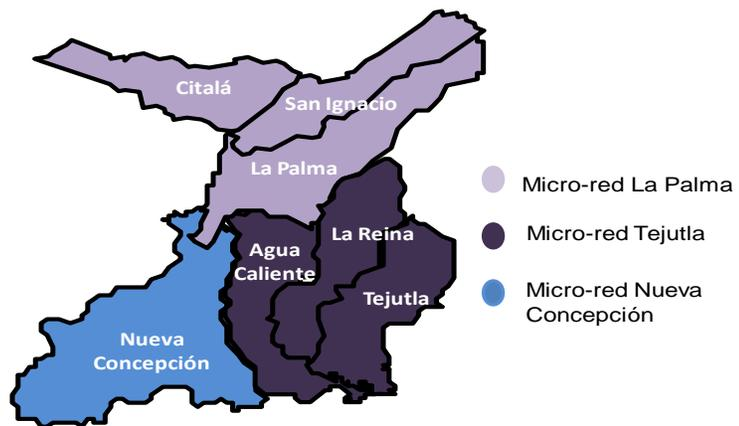 Citalá
San Ignacio
La Palma
La Reina
Agua
Caliente
Tejutla
Nueva
Concepción
Micro-red La Palma
Micro-red Tejutla
Micro-red Nueva
Concepción